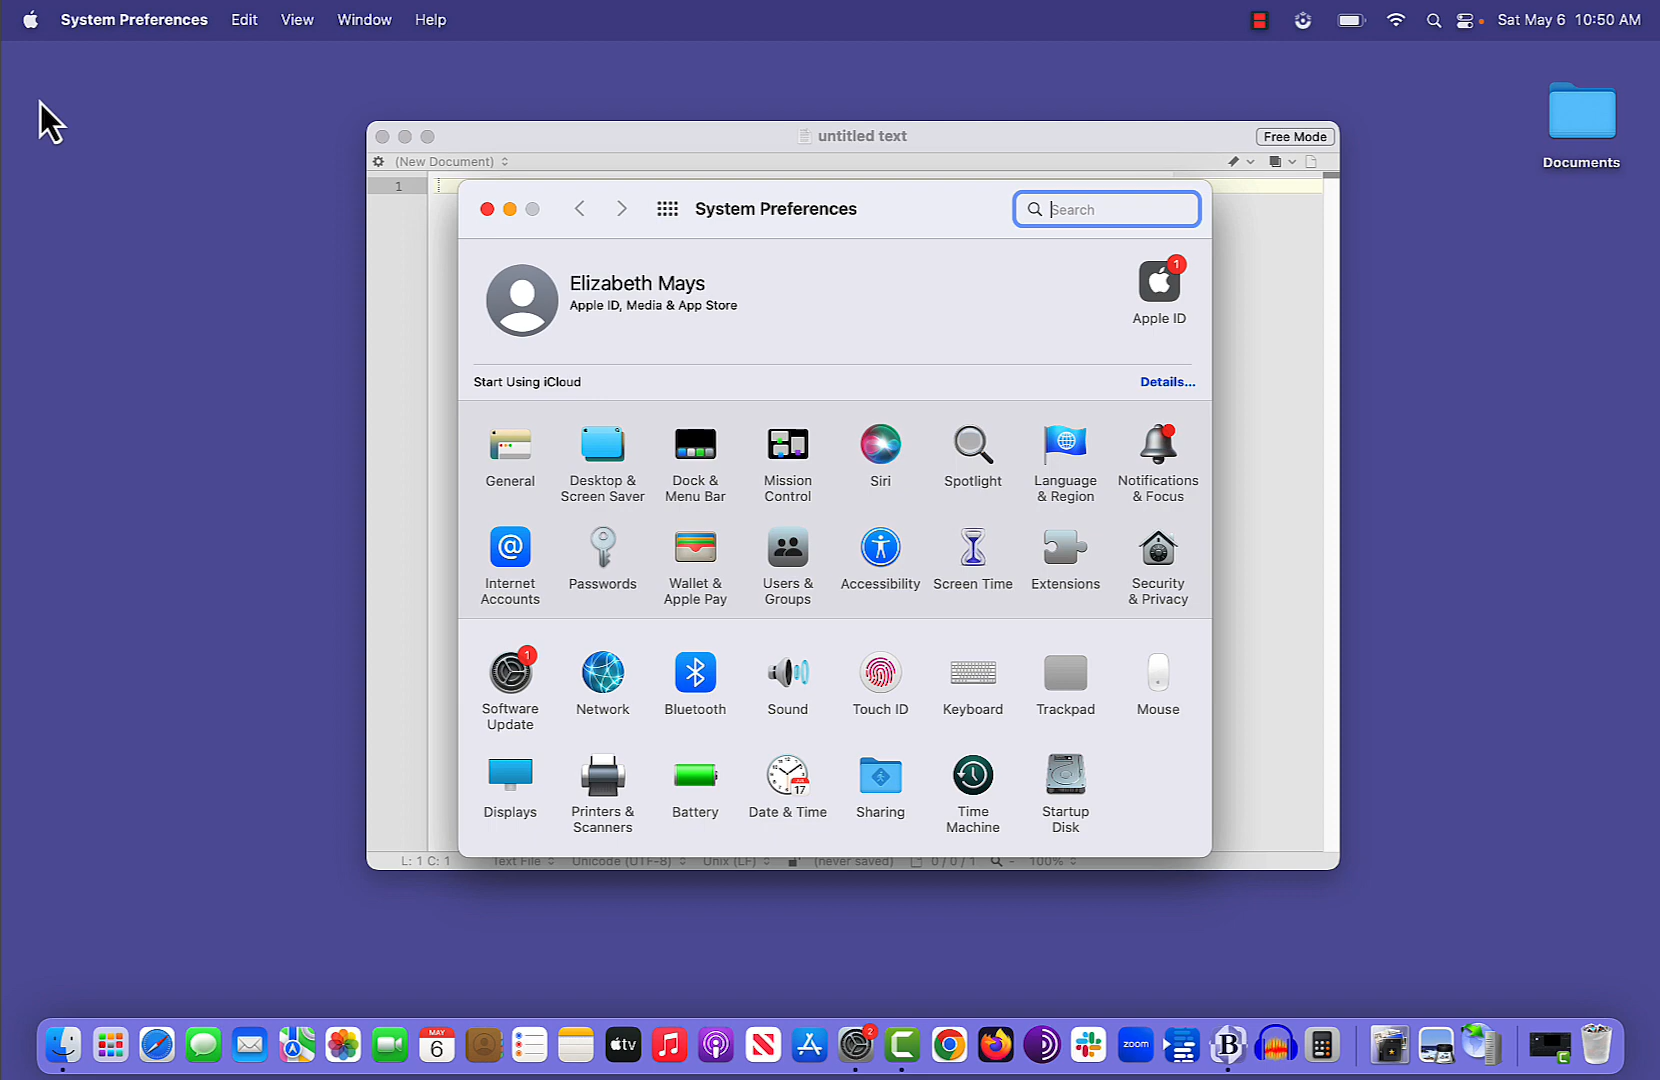 System Preferences Edit View Window Help Sat May 6 10:50 AM
Documents
untitled text Free Mode
(New Document)
1
System Preferences Search
Elizabeth Mays
Apple ID, Media & App Store
1
Apple ID
Start Using iCloud Details...
General Desktop & Screen Saver Dock & Menu Bar Mission Control Siri Spotlight Language & Region Notifications & Focus
@
Internet Accounts Passwords Wallet & Apple Pay Users & Groups Accessibility Screen Time Extensions Security & Privacy
1
Software Update Network Bluetooth Sound Touch ID Keyboard Trackpad Mouse
17
Displays Printers & Scanners Battery Date & Time Sharing Time Machine Startup Disk
L: 1 C: 1 Text File Unicode (UTF-8) Unix (LF) (never saved) 0 / 0 / 1 100%
MAY
6
tv
2
zoom
B